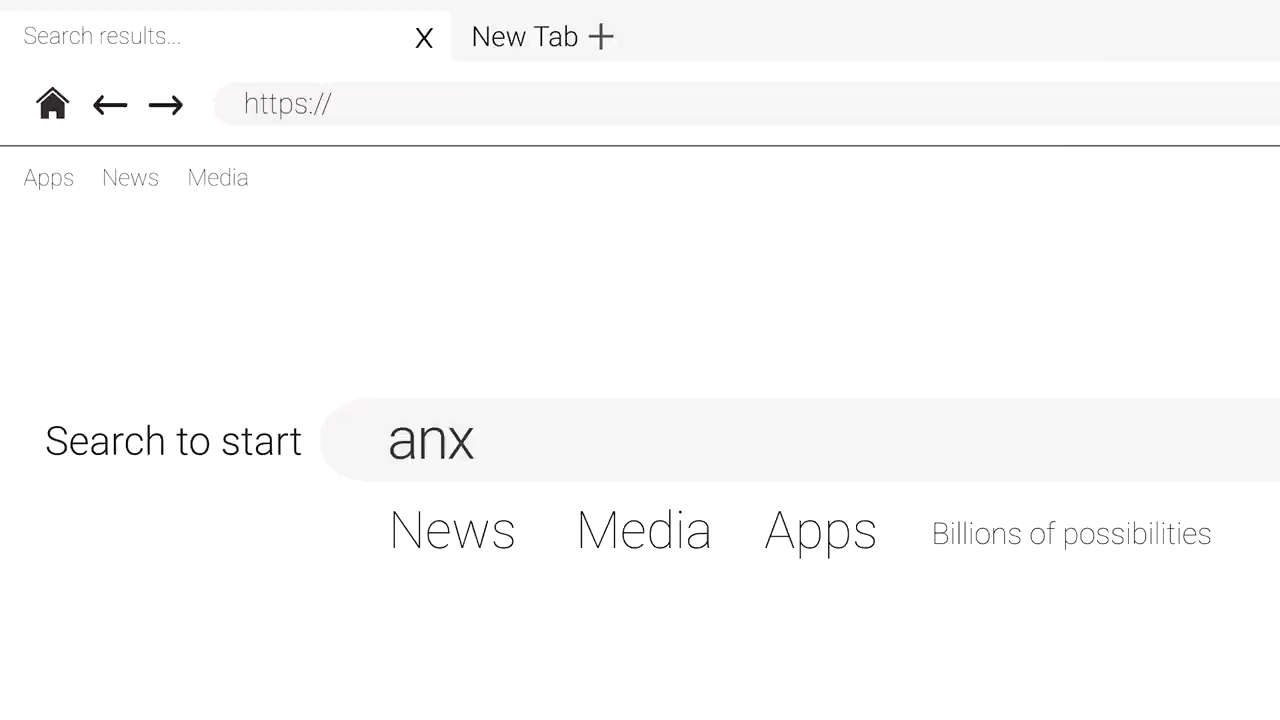 Search results... X New Tab +
https://
Apps News Media
Search to start anx
News Media Apps Billions of possibilities